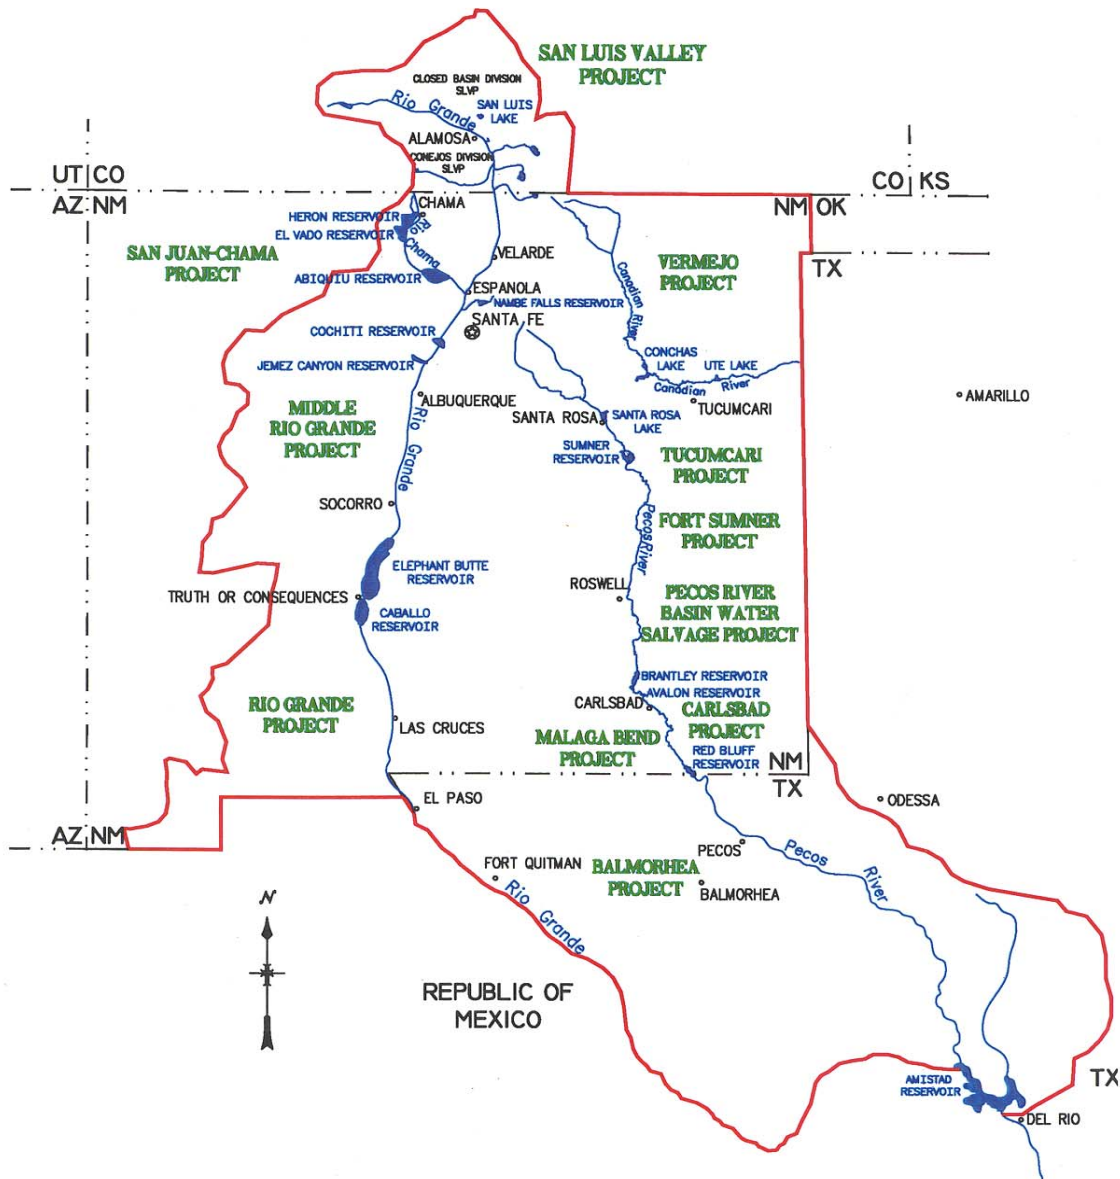 SAN LUIS VALLEY
PROJECT
CLOSED BASIN DIVISION
SLVP
Rio Grande
SAN LUIS
LAKE
ALAMOSA
CONEJOS DIVISION
SLVP
UT CO
CO KS
AZ NM
NM OK
CHAMA
HERON RESERVOIR
EL VADO RESERVOIR
Rio Chama
SAN JUAN-CHAMA
PROJECT
VELARDE
VERMEJO
PROJECT
TX
ABIQUIU RESERVOIR
ESPANOLA
NAMBE FALLS RESERVOIR
Canadian River
SANTA FE
COCHITI RESERVOIR
JEMEZ CANYON RESERVOIR
CONCHAS
LAKE
UTE LAKE
Canadian River
ALBUQUERQUE
TUCUMCARI
AMARILLO
MIDDLE
RIO GRANDE
PROJECT
Rio Grande
SANTA ROSA
SANTA ROSA
LAKE
SUMNER
RESERVOIR
TUCUMCARI
PROJECT
SOCORRO
Pecos River
FORT SUMNER
PROJECT
ELEPHANT BUTTE
RESERVOIR
TRUTH OR CONSEQUENCES
CABALLO
RESERVOIR
ROSWELL
PECOS RIVER
BASIN WATER
SALVAGE PROJECT
BRANTLEY RESERVOIR
AVALON RESERVOIR
CARLSBAD
CARLSBAD
PROJECT
RIO GRANDE
PROJECT
LAS CRUCES
MALAGA BEND
PROJECT
RED BLUFF
RESERVOIR
NM
TX
EL PASO
ODESSA
AZ NM
PECOS
Pecos River
FORT QUITMAN
BALMORHEA
PROJECT
BALMORHEA
Rio Grande
N
REPUBLIC OF
MEXICO
AMISTAD
RESERVOIR
TX
DEL RIO